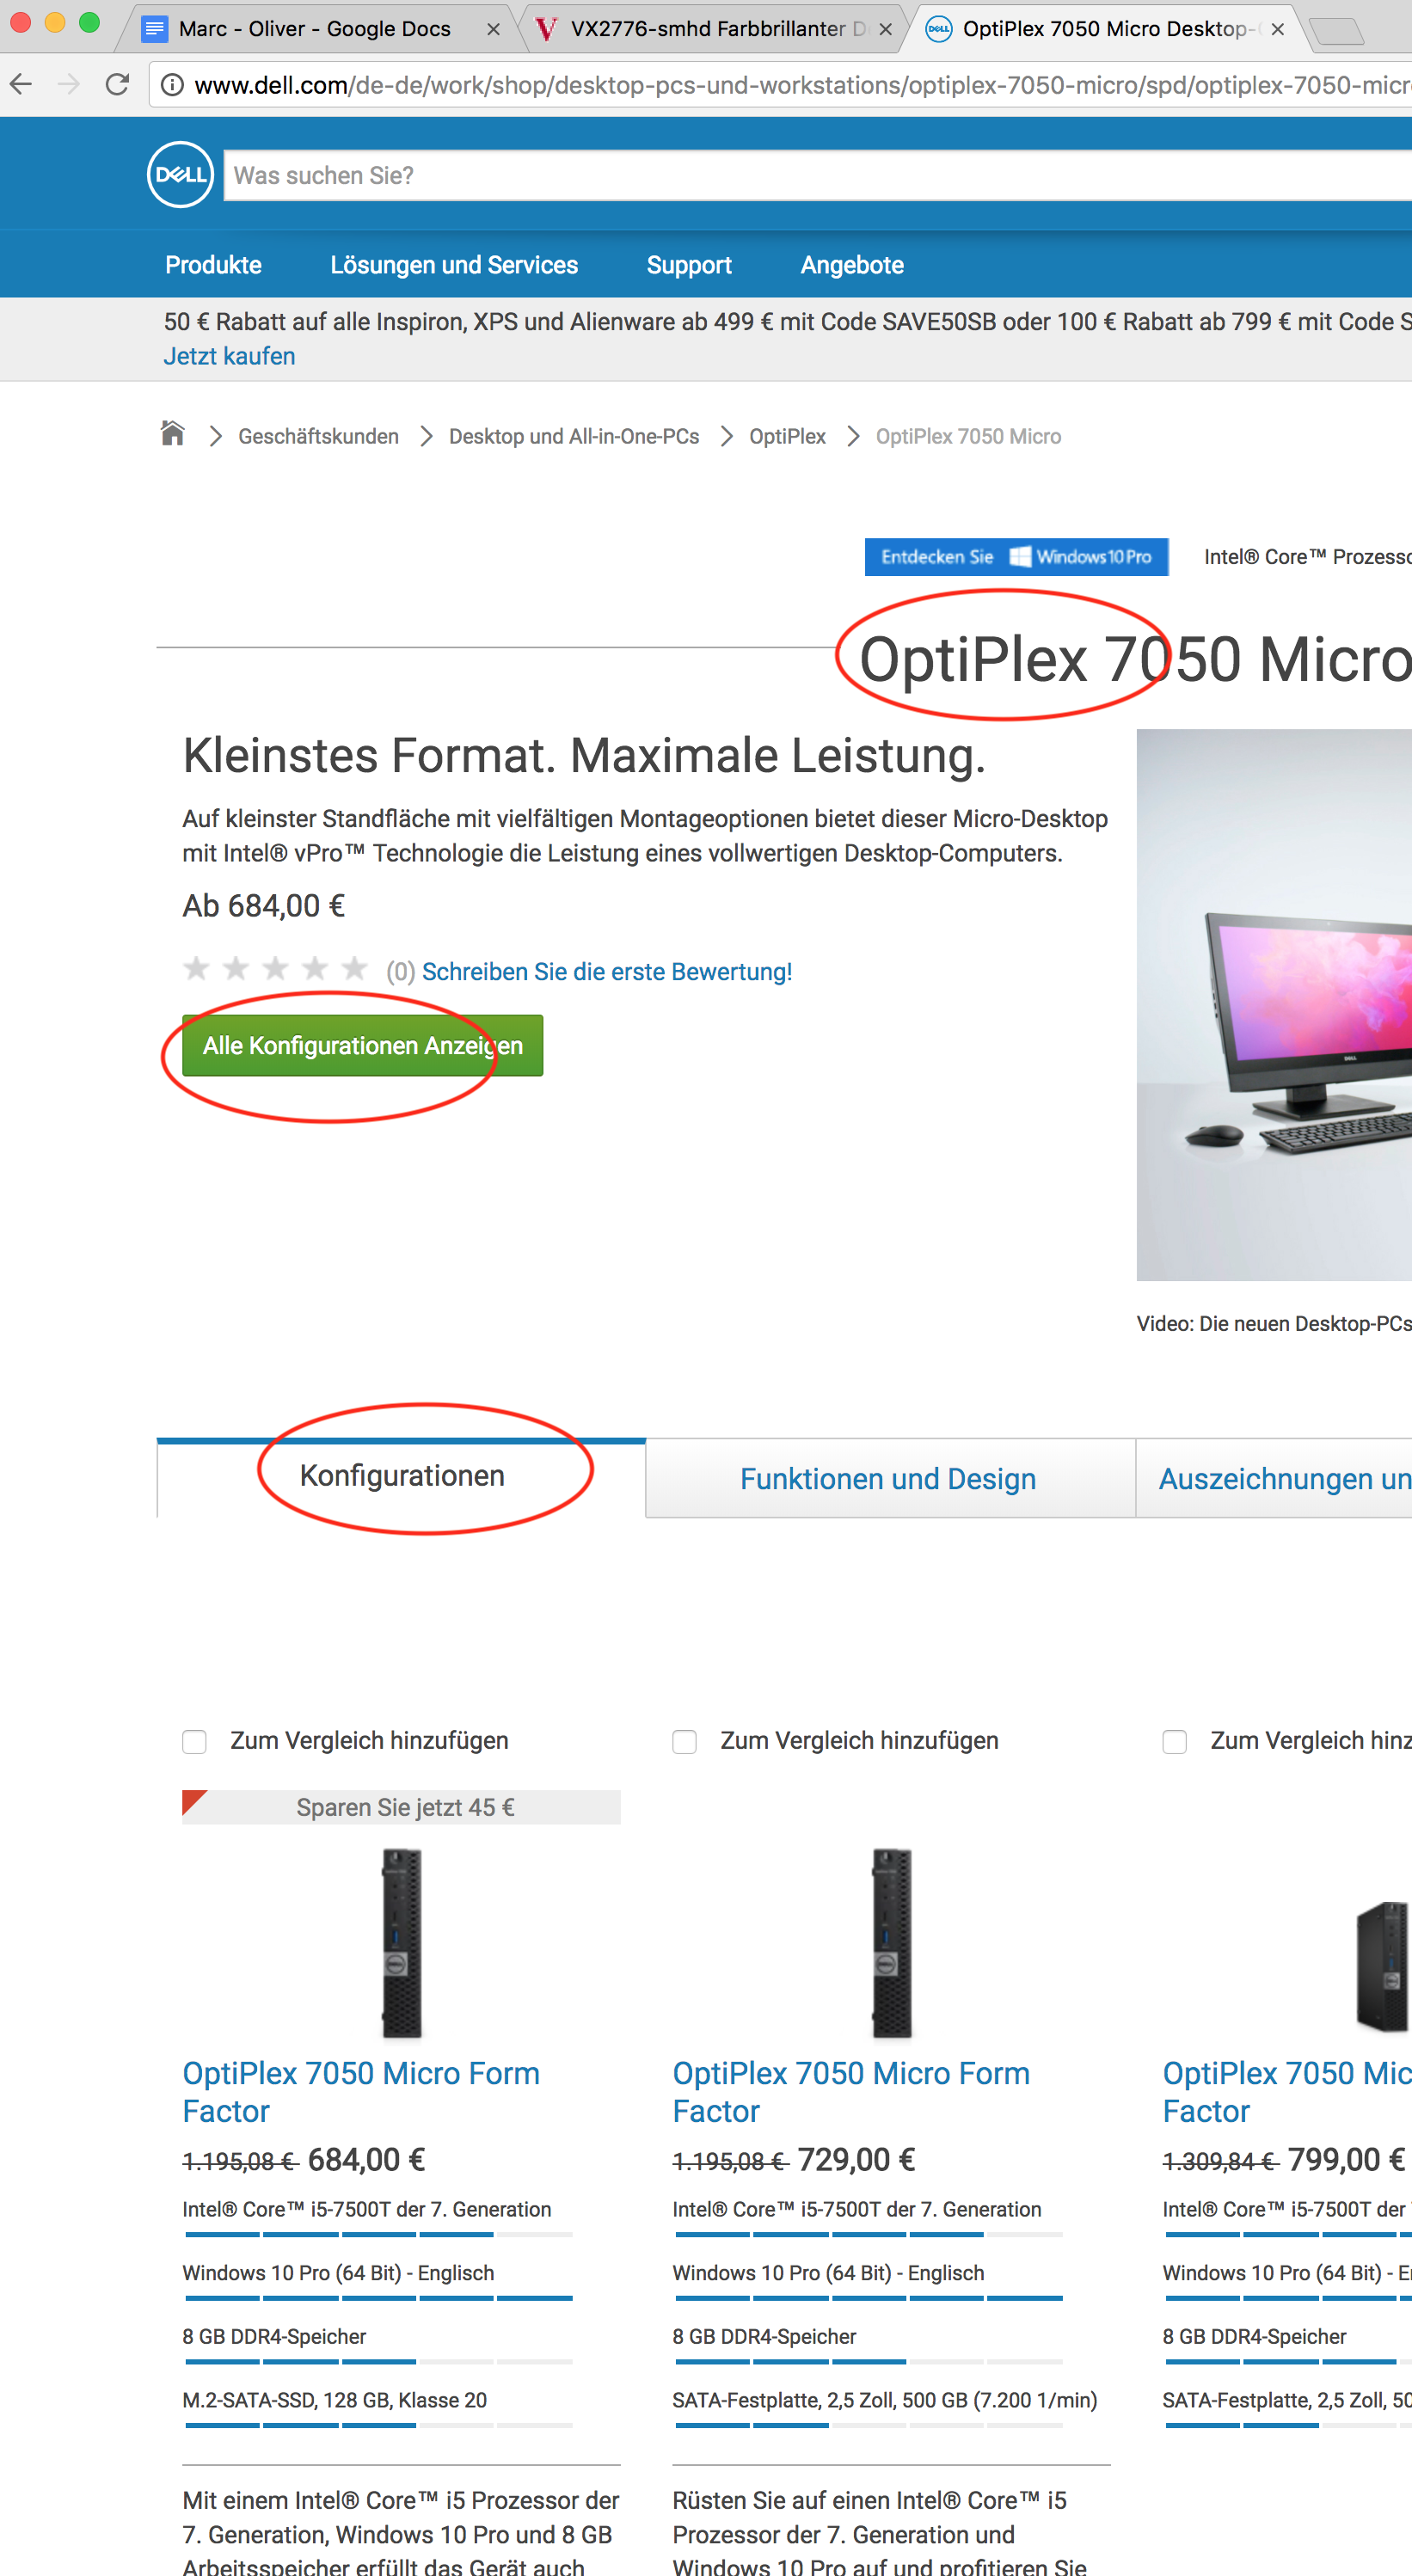 Marc - Oliver - Google Docs
VX2776-smhd Farbbrillanter D
OptiPlex 7050 Micro Desktop-
www.dell.com/de-de/work/shop/desktop-pcs-und-workstations/optiplex-7050-micro/spd/optiplex-7050-micr
DELL
Was suchen Sie?
Produkte Lösungen und Services Support Angebote
50 € Rabatt auf alle Inspiron, XPS und Alienware ab 499 € mit Code SAVE50SB oder 100 € Rabatt ab 799 € mit Code S
Jetzt kaufen
Geschäftskunden Desktop und All-in-One-PCs OptiPlex OptiPlex 7050 Micro
Entdecken Sie Windows10 Pro Intel® Core™ Prozesso
OptiPlex 7050 Micro
Kleinstes Format. Maximale Leistung.
Auf kleinster Standfläche mit vielfältigen Montageoptionen bietet dieser Micro-Desktop
mit Intel® vPro™ Technologie die Leistung eines vollwertigen Desktop-Computers.
Ab 684,00 €
(0) Schreiben Sie die erste Bewertung!
Alle Konfigurationen Anzeigen
Video: Die neuen Desktop-PCs
Konfigurationen Funktionen und Design Auszeichnungen un
Zum Vergleich hinzufügen Zum Vergleich hinzufügen Zum Vergleich hinz
Sparen Sie jetzt 45 €
OptiPlex 7050 Micro Form
Factor
1.195,08 € 684,00 €
Intel® Core™ i5-7500T der 7. Generation
Windows 10 Pro (64 Bit) - Englisch
8 GB DDR4-Speicher
M.2-SATA-SSD, 128 GB, Klasse 20
Mit einem Intel® Core™ i5 Prozessor der
7. Generation, Windows 10 Pro und 8 GB
Arbeitsspeicher erfüllt das Gerät auch
OptiPlex 7050 Micro Form
Factor
1.195,08 € 729,00 €
Intel® Core™ i5-7500T der 7. Generation
Windows 10 Pro (64 Bit) - Englisch
8 GB DDR4-Speicher
SATA-Festplatte, 2,5 Zoll, 500 GB (7.200 1/min)
Rüsten Sie auf einen Intel® Core™ i5
Prozessor der 7. Generation und
Windows 10 Pro auf und profitieren Sie
OptiPlex 7050 Mic
Factor
1.309,84 € 799,00 €
Intel® Core™ i5-7500T der
Windows 10 Pro (64 Bit) - E
8 GB DDR4-Speicher
SATA-Festplatte, 2,5 Zoll, 50